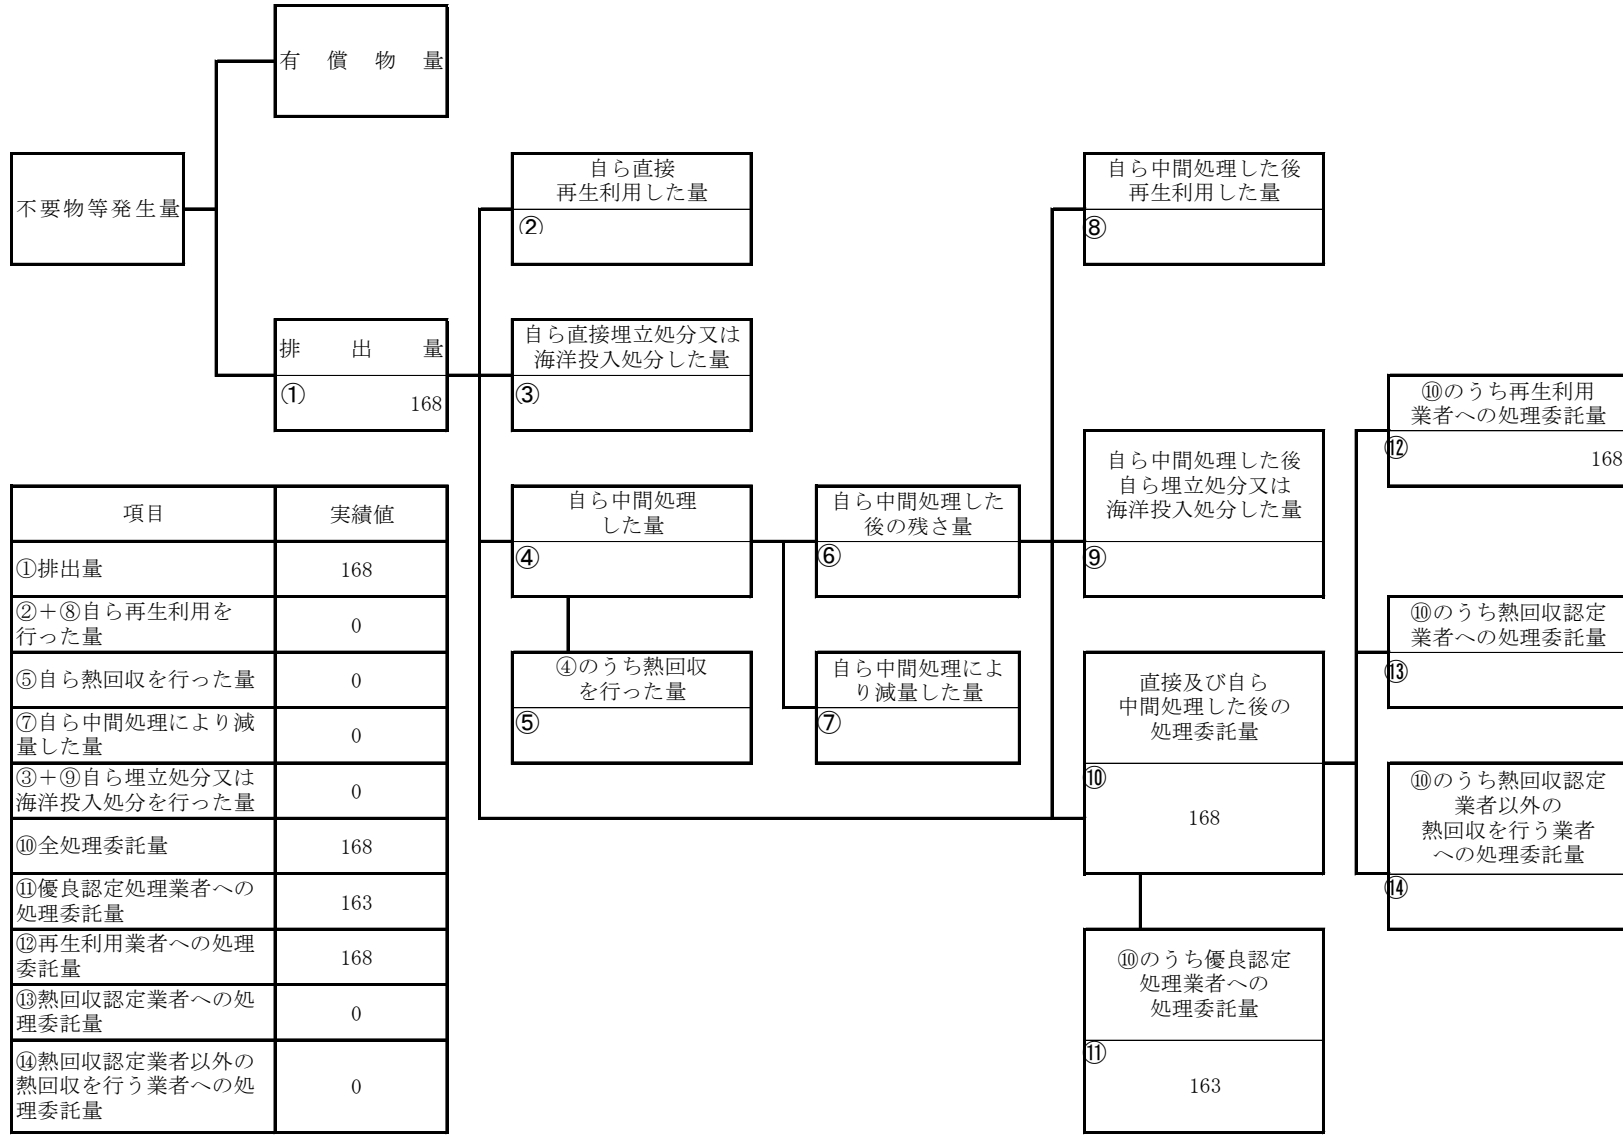 有償物量
不要物等発生量
自ら直接
再生利用した量
②
自ら中間処理した後
再生利用した量
⑧
排出量
①
168
自ら直接埋立処分又は
海洋投入処分した量
③
⑩のうち再生利用
業者への処理委託量
⑫
168
自ら中間処理
した量
④
自ら中間処理した
後の残さ量
⑥
自ら中間処理した後
自ら埋立処分又は
海洋投入処分した量
⑨
④のうち熱回収
を行った量
⑤
自ら中間処理によ
り減量した量
⑦
直接及び自ら
中間処理した後の
処理委託量
⑩
168
⑩のうち熱回収認定
業者への処理委託量
⑬
⑩のうち熱回収認定
業者以外の
熱回収を行う業者
への処理委託量
⑭
⑩のうち優良認定
処理業者への
処理委託量
⑪
163
項目 実績値
①排出量 168
②+⑧自ら再生利用を
行った量 0
⑤自ら熱回収を行った量 0
⑦自ら中間処理により減
量した量 0
③+⑨自ら埋立処分又は
海洋投入処分を行った量 0
⑩全処理委託量 168
⑪優良認定処理業者への
処理委託量 163
⑫再生利用業者への処理
委託量 168
⑬熱回収認定業者への処
理委託量 0
⑭熱回収認定業者以外の
熱回収を行う業者への処 0
理委託量